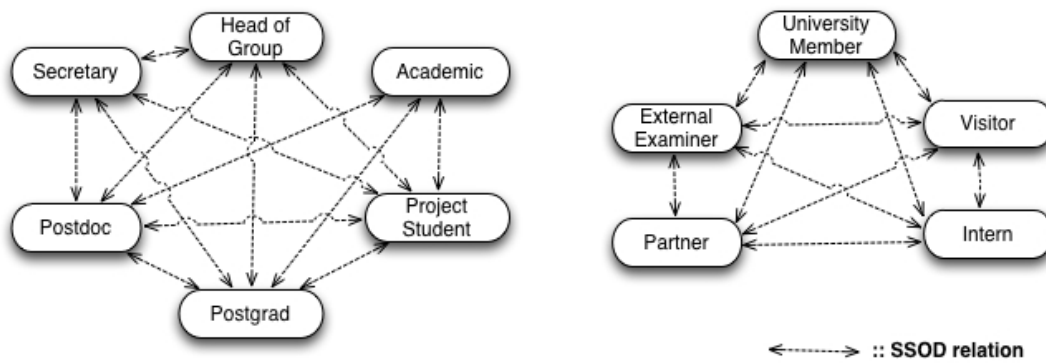 Head of
Group
Secretary
Academic
Postdoc
Project
Student
Postgrad
University
Member
External
Examiner
Visitor
Partner
Intern
:: SSOD relation